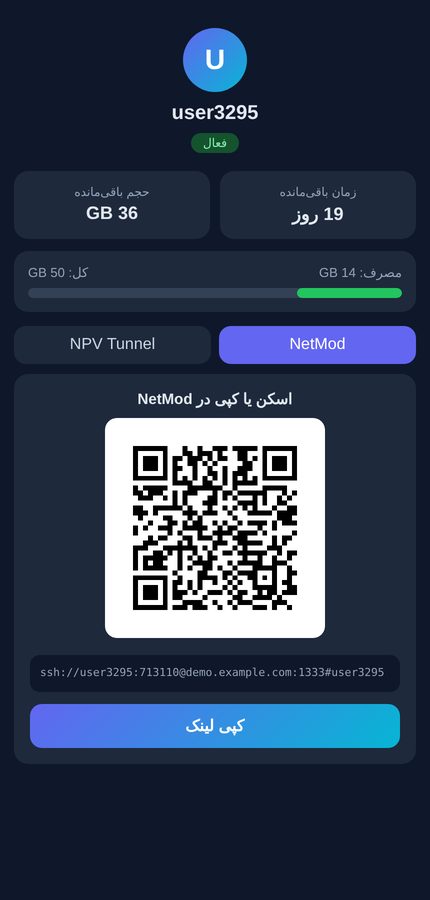 U
user3295
فعال
زمان باقی‌مانده
19 روز
حجم باقی‌مانده
36 GB
مصرف: 14 GB
کل: 50 GB
NetMod
NPV Tunnel
اسکن یا کپی در NetMod
ssh://user3295:713110@demo.example.com:1333#user3295
کپی لینک